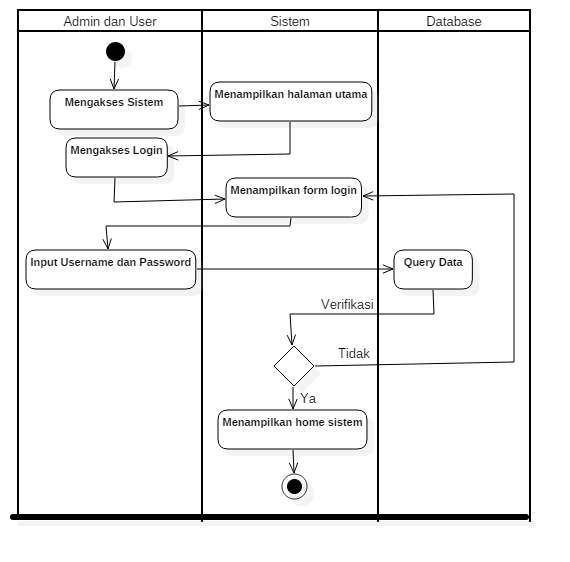 Admin dan User
Sistem
Database
Mengakses Sistem
Menampilkan halaman utama
Mengakses Login
Menampilkan form login
Input Username dan Password
Query Data
Verifikasi
Tidak
Ya
Menampilkan home sistem